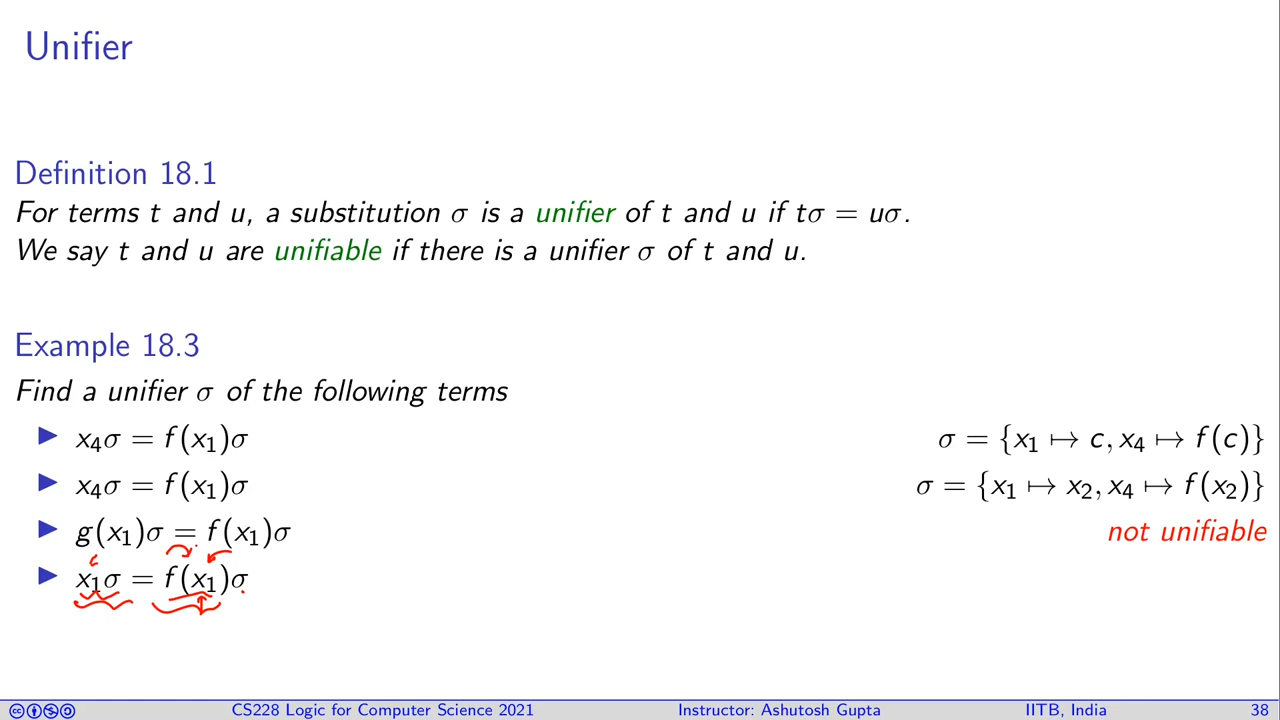 Unifier
Definition 18.1
For terms t and u, a substitution σ is a unifier of t and u if tσ = uσ.
We say t and u are unifiable if there is a unifier σ of t and u.
Example 18.3
Find a unifier σ of the following terms
▶ x₄σ = f(x₁)σ σ = {x₁ ↦ c, x₄ ↦ f(c)}
▶ x₄σ = f(x₁)σ σ = {x₁ ↦ x₂, x₄ ↦ f(x₂)}
▶ g(x₁)σ = f(x₁)σ not unifiable
▶ x₁σ = f(x₁)σ
CS228 Logic for Computer Science 2021 Instructor: Ashutosh Gupta IITB, India 38